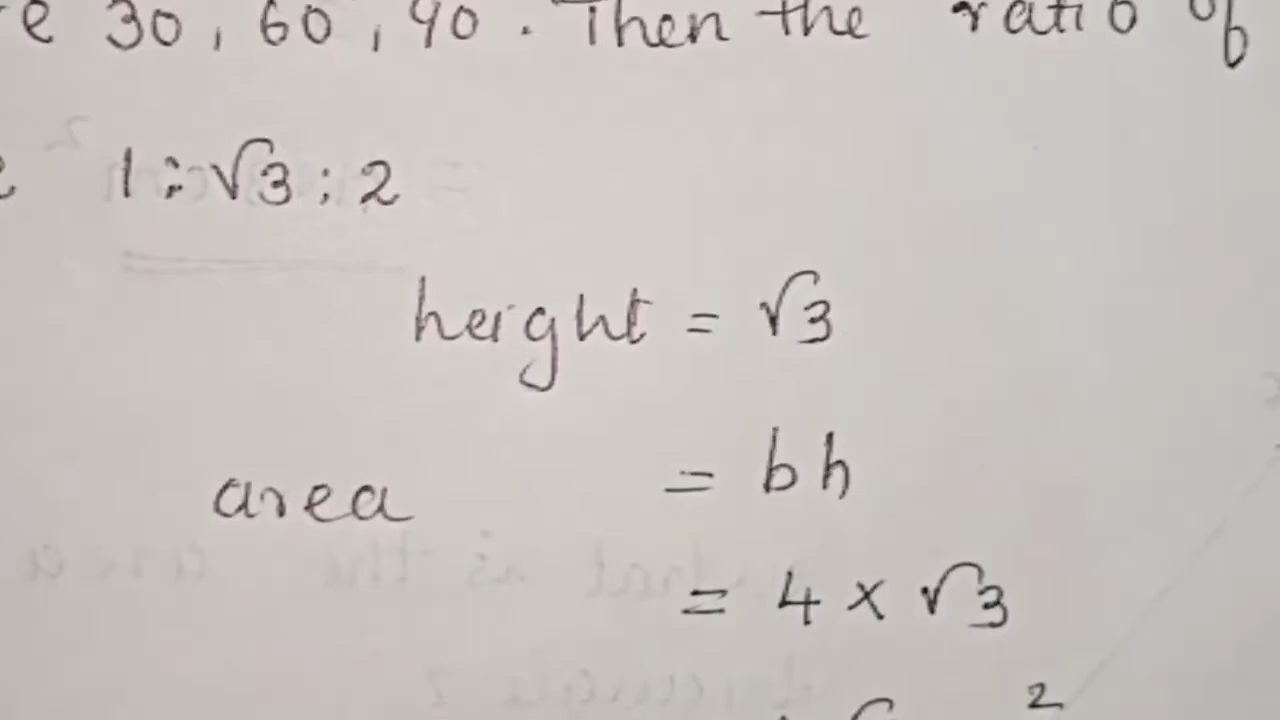 30, 60, 90. Then the ratio of
1 : √3 : 2
height = √3
area = bh
= 4 × √3